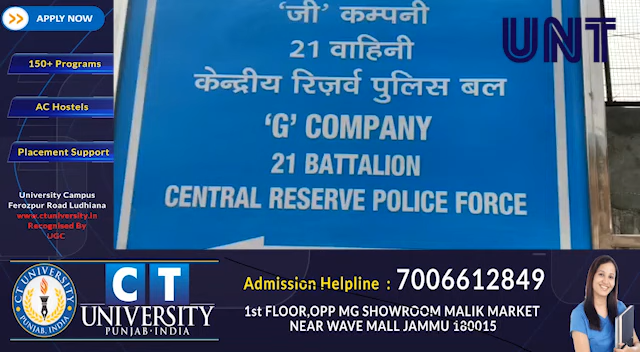 APPLY NOW
150+ Programs
AC Hostels
Placement Support
University Campus
Ferozpur Road Ludhiana
www.ctuniversity.in
Recognised By
UGC
'जी' कम्पनी
21 वाहिनी
केन्द्रीय रिज़र्व पुलिस बल
'G' COMPANY
21 BATTALION
CENTRAL RESERVE POLICE FORCE
UNT
CT UNIVERSITY
PUNJAB, INDIA
CT
UNIVERSITY
PUNJAB•INDIA
Admission Helpline : 7006612849
1st FLOOR,OPP MG SHOWROOM MALIK MARKET
NEAR WAVE MALL JAMMU 180015